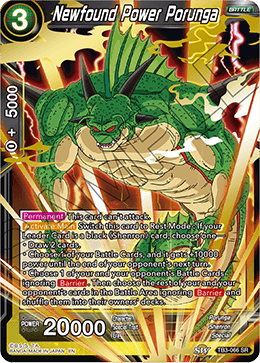 3
Newfound Power Porunga
BATTLE
0 + 5000
Permanent This card can't attack.
Activate Main Switch this card to Rest Mode : If your
Leader Card is a black ‹Shenron› card, choose one—
• Draw 2 cards.
• Choose 1 of your Battle Cards, and it gets +10000
power until the end of your opponent's next turn.
• Choose 1 of your and your opponent's Battle Cards
ignoring Barrier. Then choose the rest of your and your
opponent's cards in the Battle Area ignoring Barrier and
shuffle them into their owners' decks.
POWER 20000
Character
Special Trait
Porunga
Shenron
TB3-066 SR